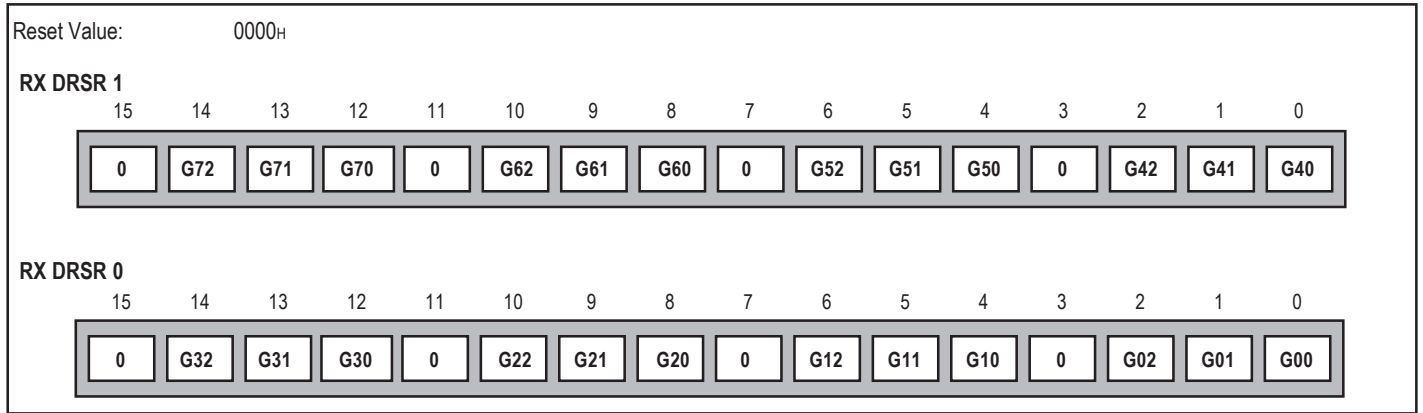 Reset Value: 0000H
RX DRSR 1
15 14 13 12 11 10 9 8 7 6 5 4 3 2 1 0
0 G72 G71 G70 0 G62 G61 G60 0 G52 G51 G50 0 G42 G41 G40
RX DRSR 0
15 14 13 12 11 10 9 8 7 6 5 4 3 2 1 0
0 G32 G31 G30 0 G22 G21 G20 0 G12 G11 G10 0 G02 G01 G00